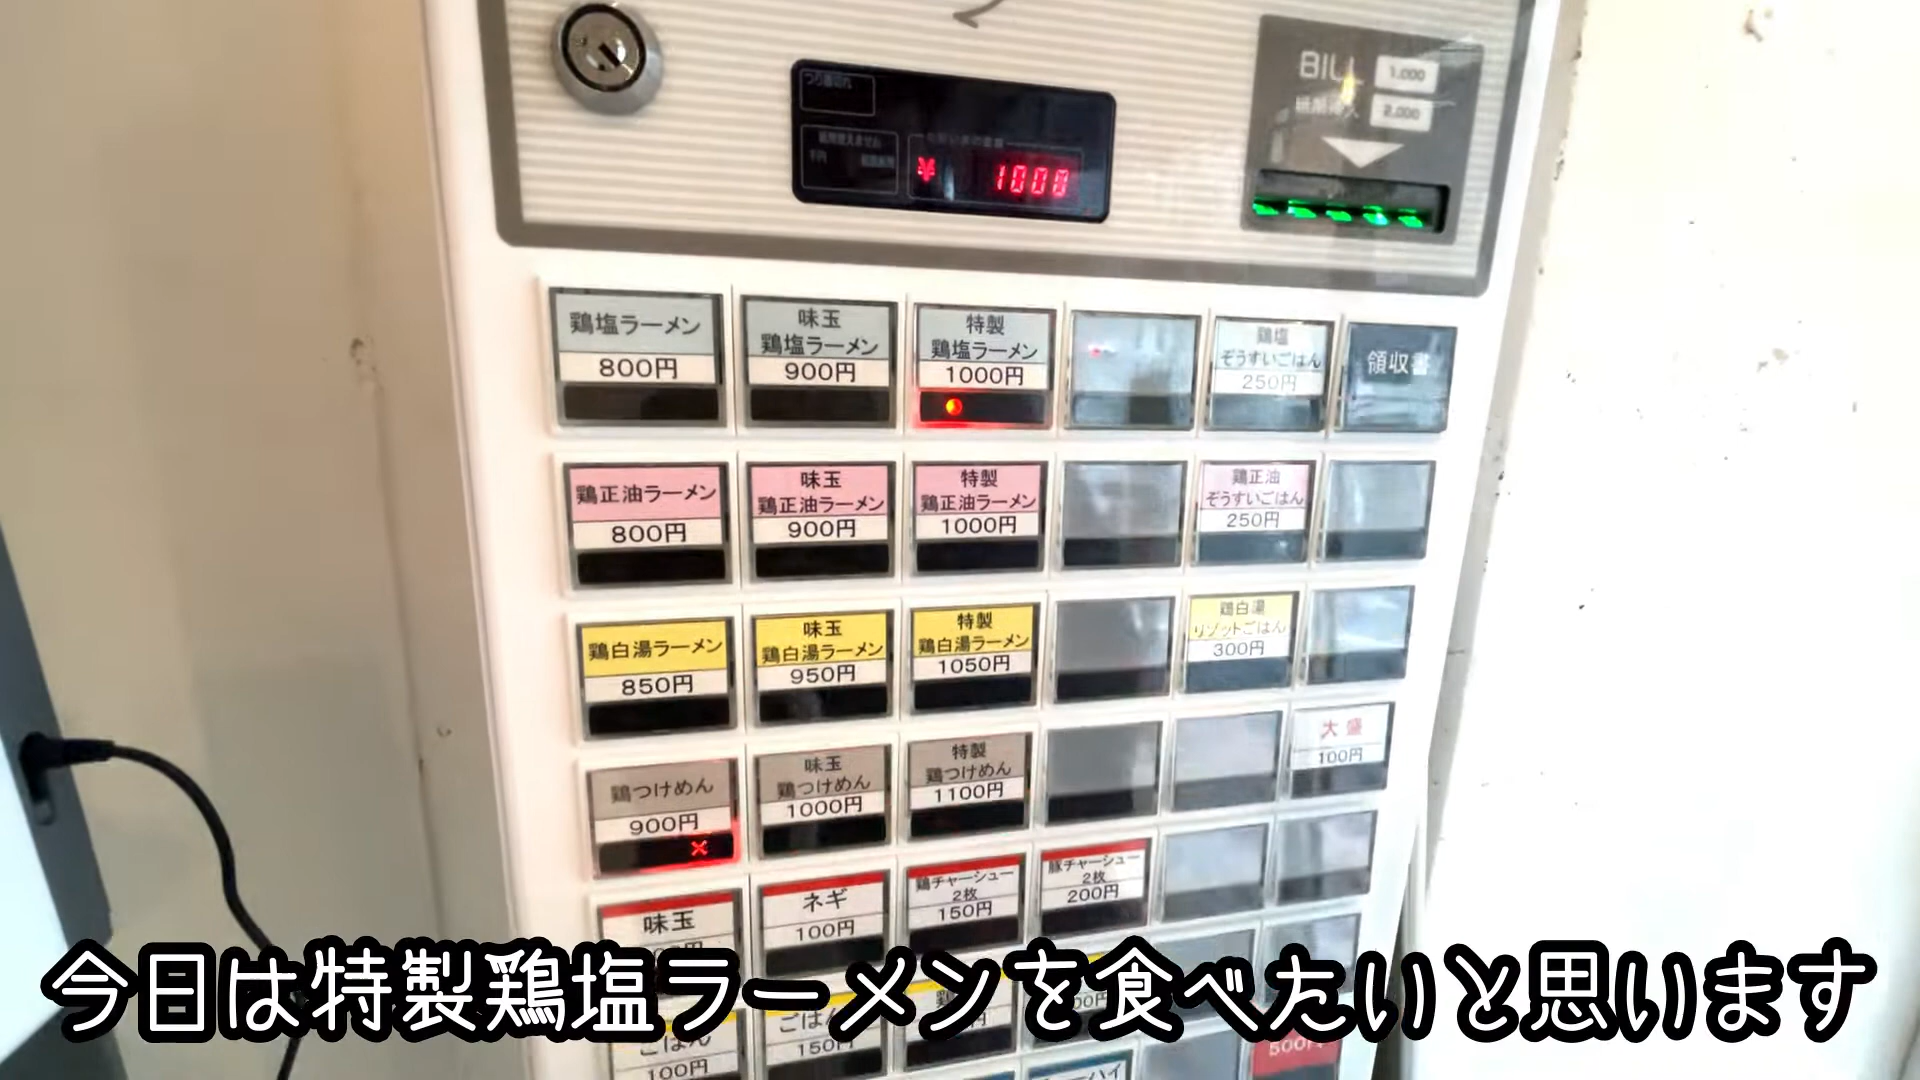 つり銭切れ
BILL
1,000
2,000
¥ 1000
鶏塩ラーメン
800円
味玉
鶏塩ラーメン
900円
特製
鶏塩ラーメン
1000円
鶏塩
ぞうすいごはん
250円
領収書
鶏正油ラーメン
800円
味玉
鶏正油ラーメン
900円
特製
鶏正油ラーメン
1000円
鶏正油
ぞうすいごはん
250円
鶏白湯ラーメン
850円
味玉
鶏白湯ラーメン
950円
特製
鶏白湯ラーメン
1050円
鶏白湯
リゾットごはん
300円
鶏つけめん
900円
×
味玉
鶏つけめん
1000円
特製
鶏つけめん
1100円
大盛
100円
味玉
ネギ
100円
鶏チャーシュー
2枚
150円
豚チャーシュー
2枚
200円
今日は特製鶏塩ラーメンを食べたいと思います
ごはん
100円
ごはん
150円
500円